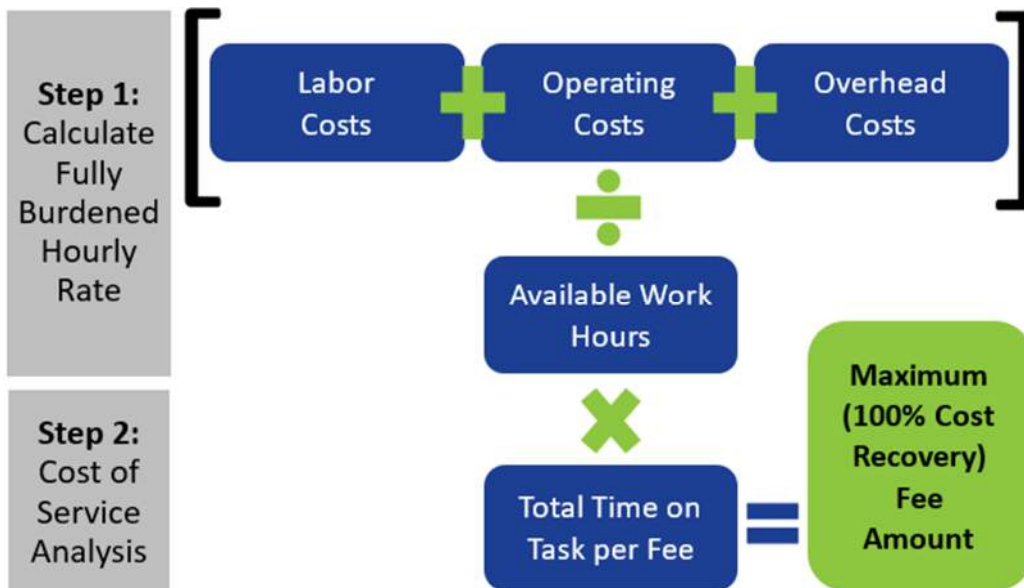 Step 1:
Calculate
Fully
Burdened
Hourly
Rate
Labor
Costs
Operating
Costs
Overhead
Costs
Available Work
Hours
Step 2:
Cost of
Service
Analysis
Total Time on
Task per Fee
Maximum
(100% Cost
Recovery)
Fee
Amount